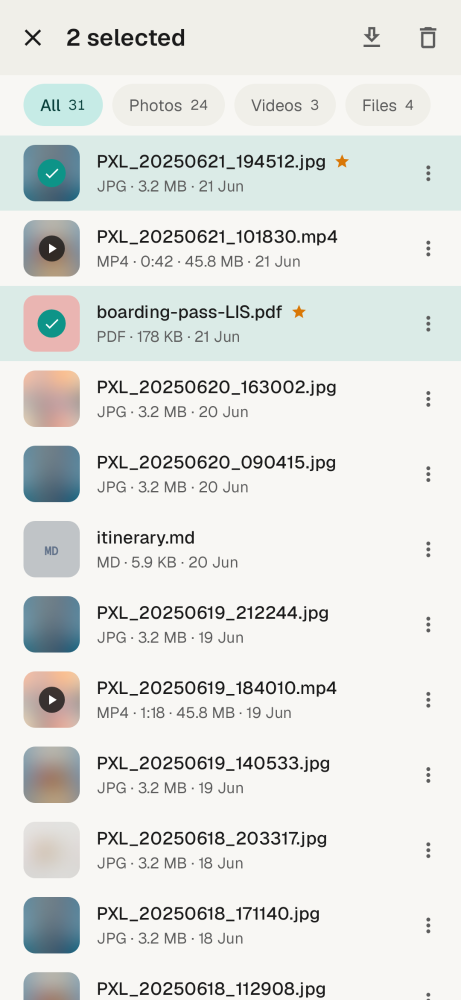 2 selected
All 31 Photos 24 Videos 3 Files 4
PXL_20250621_194512.jpg
JPG · 3.2 MB · 21 Jun
PXL_20250621_101830.mp4
MP4 · 0:42 · 45.8 MB · 21 Jun
boarding-pass-LIS.pdf
PDF · 178 KB · 21 Jun
PXL_20250620_163002.jpg
JPG · 3.2 MB · 20 Jun
PXL_20250620_090415.jpg
JPG · 3.2 MB · 20 Jun
MD
itinerary.md
MD · 5.9 KB · 20 Jun
PXL_20250619_212244.jpg
JPG · 3.2 MB · 19 Jun
PXL_20250619_184010.mp4
MP4 · 1:18 · 45.8 MB · 19 Jun
PXL_20250619_140533.jpg
JPG · 3.2 MB · 19 Jun
PXL_20250618_203317.jpg
JPG · 3.2 MB · 18 Jun
PXL_20250618_171140.jpg
JPG · 3.2 MB · 18 Jun
PXL_20250618_112908.jpg